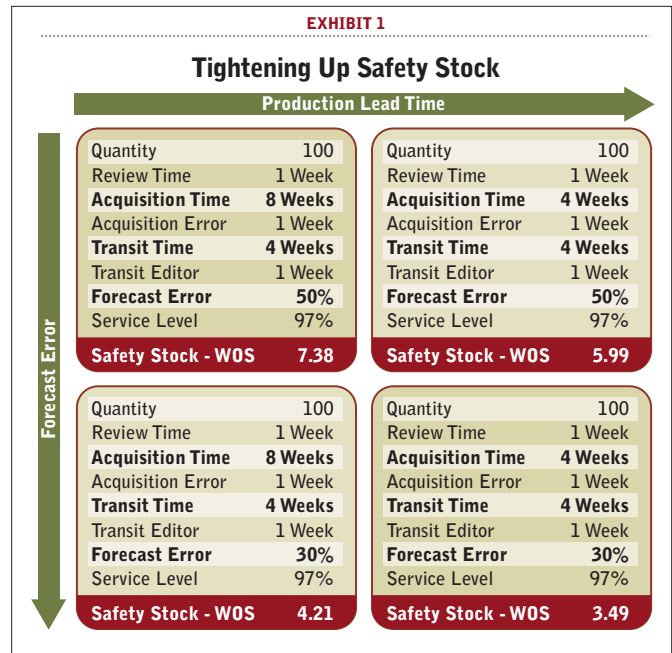 EXHIBIT 1
Tightening Up Safety Stock
Production Lead Time
Forecast Error
Quantity 100
Review Time 1 Week
Acquisition Time 8 Weeks
Acquisition Error 1 Week
Transit Time 4 Weeks
Transit Editor 1 Week
Forecast Error 50%
Service Level 97%
Safety Stock - WOS 7.38
Quantity 100
Review Time 1 Week
Acquisition Time 4 Weeks
Acquisition Error 1 Week
Transit Time 4 Weeks
Transit Editor 1 Week
Forecast Error 50%
Service Level 97%
Safety Stock - WOS 5.99
Quantity 100
Review Time 1 Week
Acquisition Time 8 Weeks
Acquisition Error 1 Week
Transit Time 4 Weeks
Transit Editor 1 Week
Forecast Error 30%
Service Level 97%
Safety Stock - WOS 4.21
Quantity 100
Review Time 1 Week
Acquisition Time 4 Weeks
Acquisition Error 1 Week
Transit Time 4 Weeks
Transit Editor 1 Week
Forecast Error 30%
Service Level 97%
Safety Stock - WOS 3.49